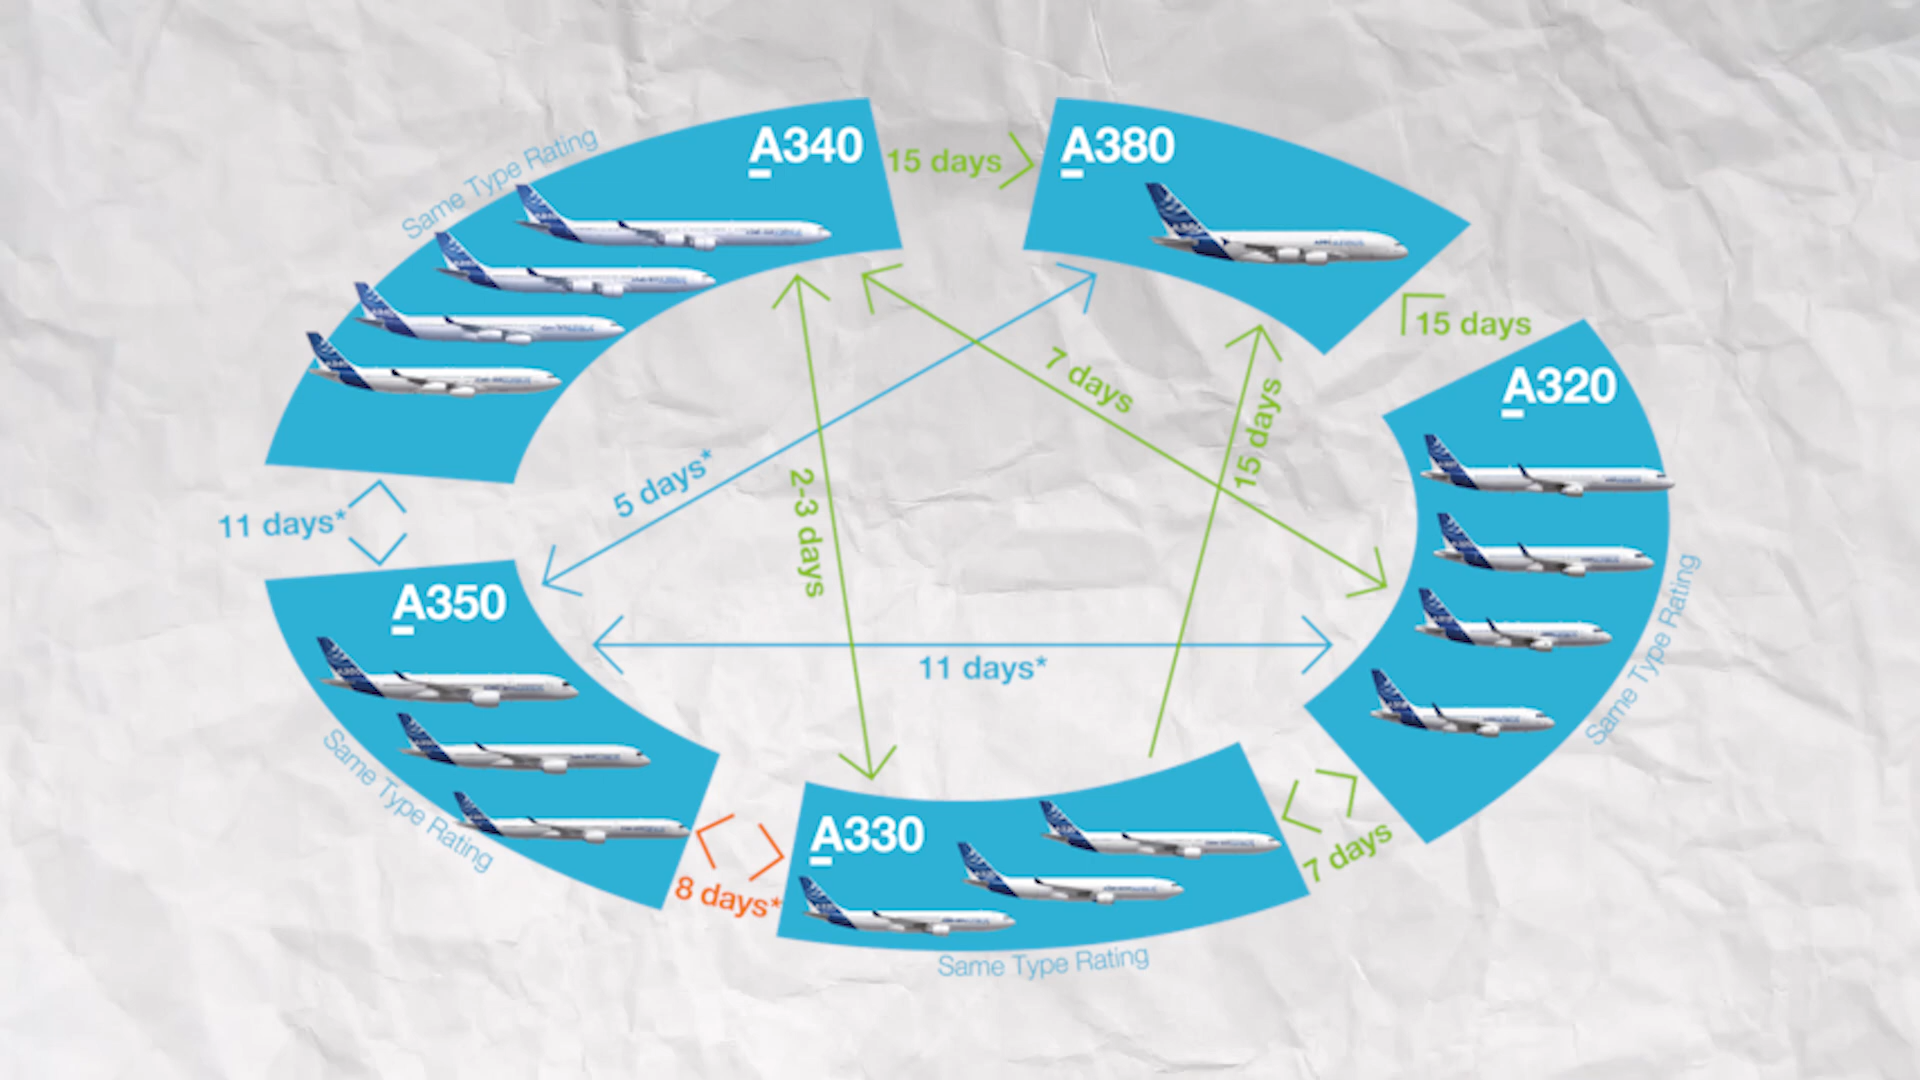 Same Type Rating
A340
15 days
A380
15 days
A320
7 days
15 days
5 days*
2-3 days
11 days*
A350
11 days*
Same Type Rating
Same Type Rating
8 days*
A330
7 days
Same Type Rating